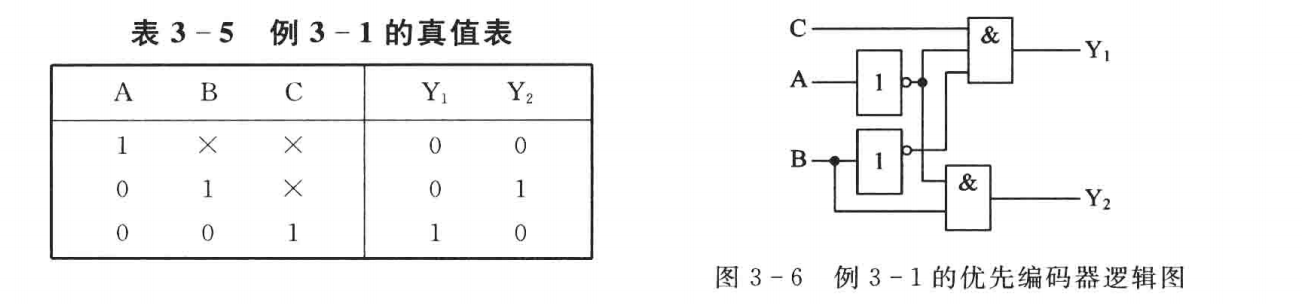 表 3-5 例 3-1 的真值表
A B C Y₁ Y₂
1 × × 0 0
0 1 × 0 1
0 0 1 1 0
C
&
Y₁
A
1
B
1
&
Y₂
图 3-6 例 3-1 的优先编码器逻辑图